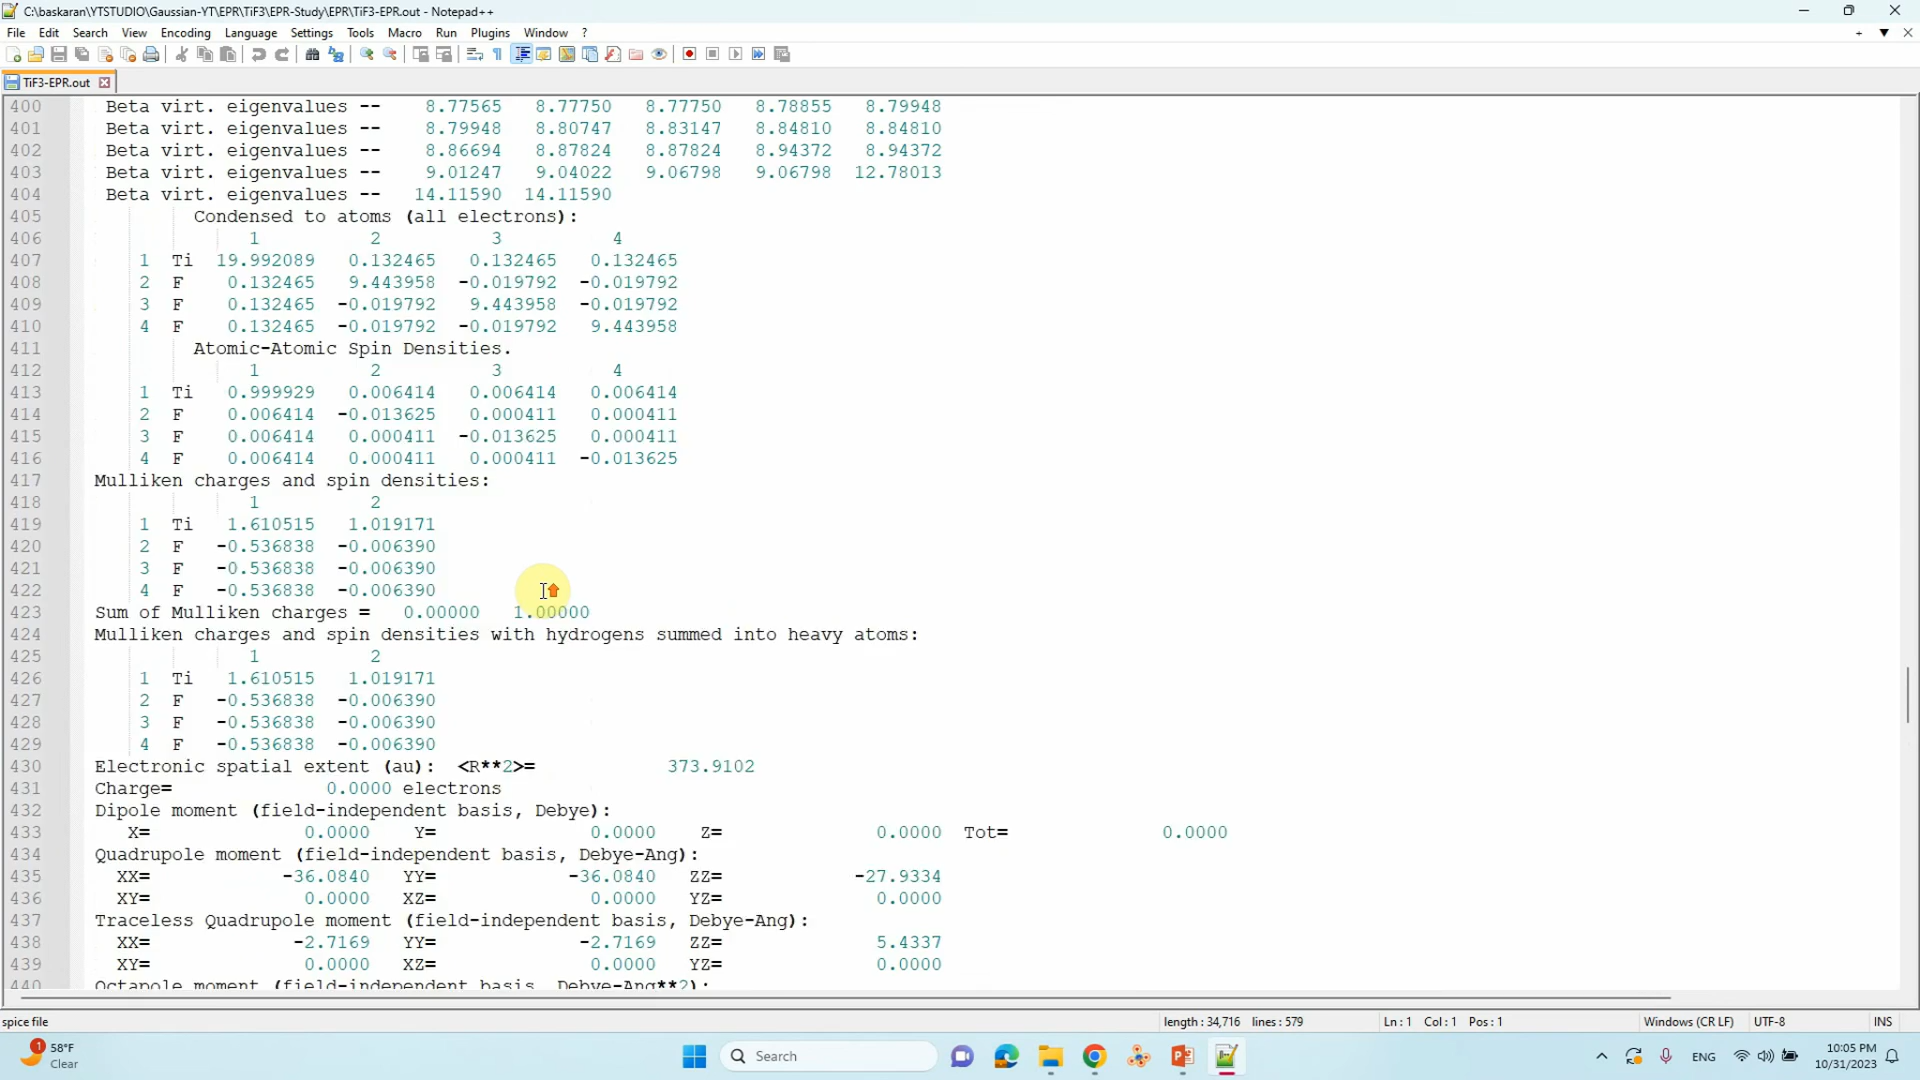 C:\baskaran\YTSTUDIO\Gaussian-YT\EPR\TiF3\EPR-Study\EPR\TiF3-EPR.out - Notepad++
File Edit Search View Encoding Language Settings Tools Macro Run Plugins Window ?
TiF3-EPR.out
400 Beta virt. eigenvalues -- 8.77565 8.77750 8.77750 8.78855 8.79948
401 Beta virt. eigenvalues -- 8.79948 8.80747 8.83147 8.84810 8.84810
402 Beta virt. eigenvalues -- 8.86694 8.87824 8.87824 8.94372 8.94372
403 Beta virt. eigenvalues -- 9.01247 9.04022 9.06798 9.06798 12.78013
404 Beta virt. eigenvalues -- 14.11590 14.11590
405 Condensed to atoms (all electrons):
406 1 2 3 4
407 1 Ti 19.992089 0.132465 0.132465 0.132465
408 2 F 0.132465 9.443958 -0.019792 -0.019792
409 3 F 0.132465 -0.019792 9.443958 -0.019792
410 4 F 0.132465 -0.019792 -0.019792 9.443958
411 Atomic-Atomic Spin Densities.
412 1 2 3 4
413 1 Ti 0.999929 0.006414 0.006414 0.006414
414 2 F 0.006414 -0.013625 0.000411 0.000411
415 3 F 0.006414 0.000411 -0.013625 0.000411
416 4 F 0.006414 0.000411 0.000411 -0.013625
417 Mulliken charges and spin densities:
418 1 2
419 1 Ti 1.610515 1.019171
420 2 F -0.536838 -0.006390
421 3 F -0.536838 -0.006390
422 4 F -0.536838 -0.006390
423 Sum of Mulliken charges = 0.00000 1.00000
424 Mulliken charges and spin densities with hydrogens summed into heavy atoms:
425 1 2
426 1 Ti 1.610515 1.019171
427 2 F -0.536838 -0.006390
428 3 F -0.536838 -0.006390
429 4 F -0.536838 -0.006390
430 Electronic spatial extent (au): <R**2>= 373.9102
431 Charge= 0.0000 electrons
432 Dipole moment (field-independent basis, Debye):
433 X= 0.0000 Y= 0.0000 Z= 0.0000 Tot= 0.0000
434 Quadrupole moment (field-independent basis, Debye-Ang):
435 XX= -36.0840 YY= -36.0840 ZZ= -27.9334
436 XY= 0.0000 XZ= 0.0000 YZ= 0.0000
437 Traceless Quadrupole moment (field-independent basis, Debye-Ang):
438 XX= -2.7169 YY= -2.7169 ZZ= 5.4337
439 XY= 0.0000 XZ= 0.0000 YZ= 0.0000
440 Octapole moment (field-independent basis, Debye-Ang**2):
spice file length : 34,716 lines : 579 Ln : 1 Col : 1 Pos : 1 Windows (CR LF) UTF-8 INS
1 58°F
Clear
Search
ENG
10:05 PM
10/31/2023